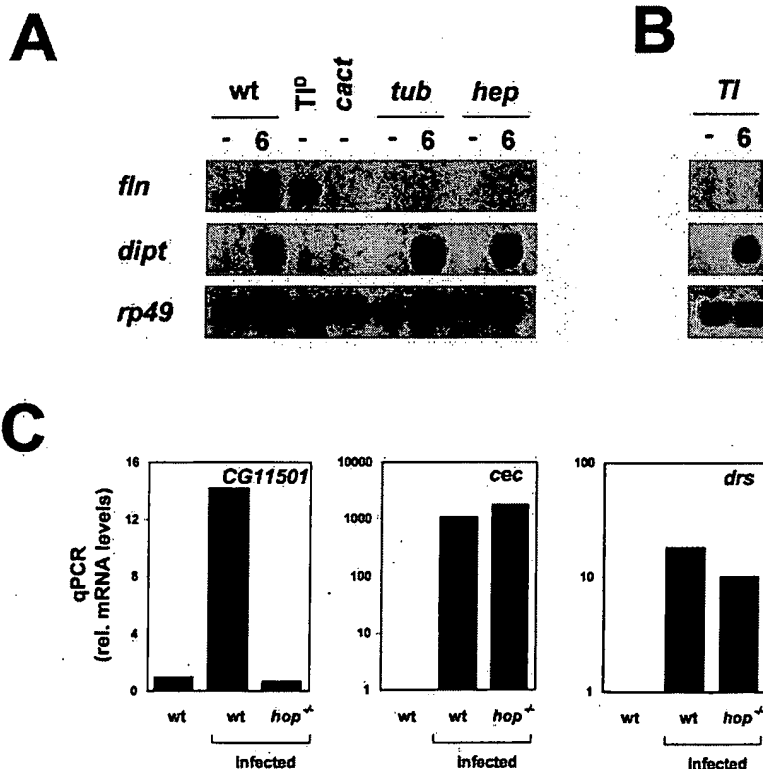 A
B
wt Tlᴰ cact tub hep
Tl
- 6 - - - 6 - 6
- 6
fln
dipt
rp49
C
qPCR
(rel. mRNA levels)
16
12
8
4
0
CG11501
wt wt hop-/-
Infected
10000
1000
100
10
1
cec
wt wt hop-/-
Infected
100
10
1
drs
wt wt hop-/-
Infected